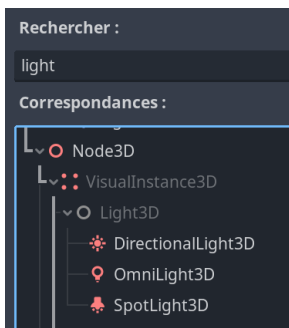 Rechercher :
light
Correspondances :
Node3D
VisualInstance3D
Light3D
DirectionalLight3D
OmniLight3D
SpotLight3D